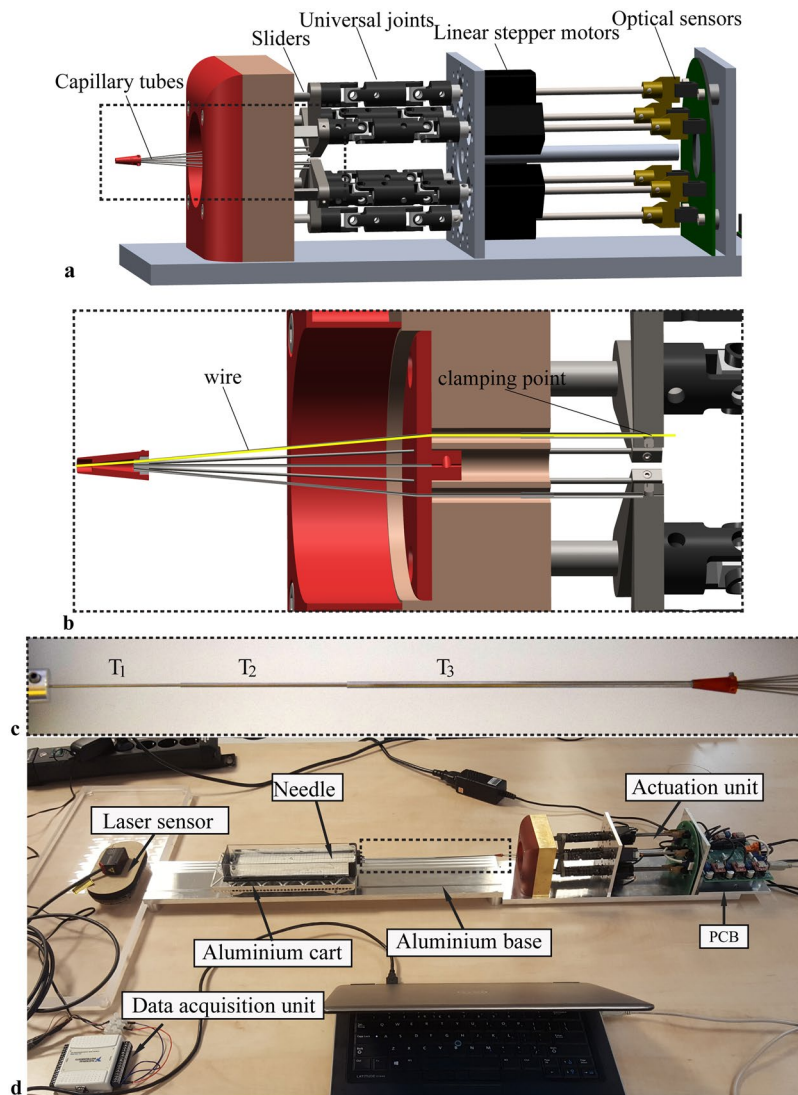 Universal joints
Optical sensors
Sliders
Linear stepper motors
Capillary tubes
a
wire
clamping point
b
T1
T2
T3
c
Needle
Actuation unit
Laser sensor
Aluminium cart
Aluminium base
PCB
Data acquisition unit
d